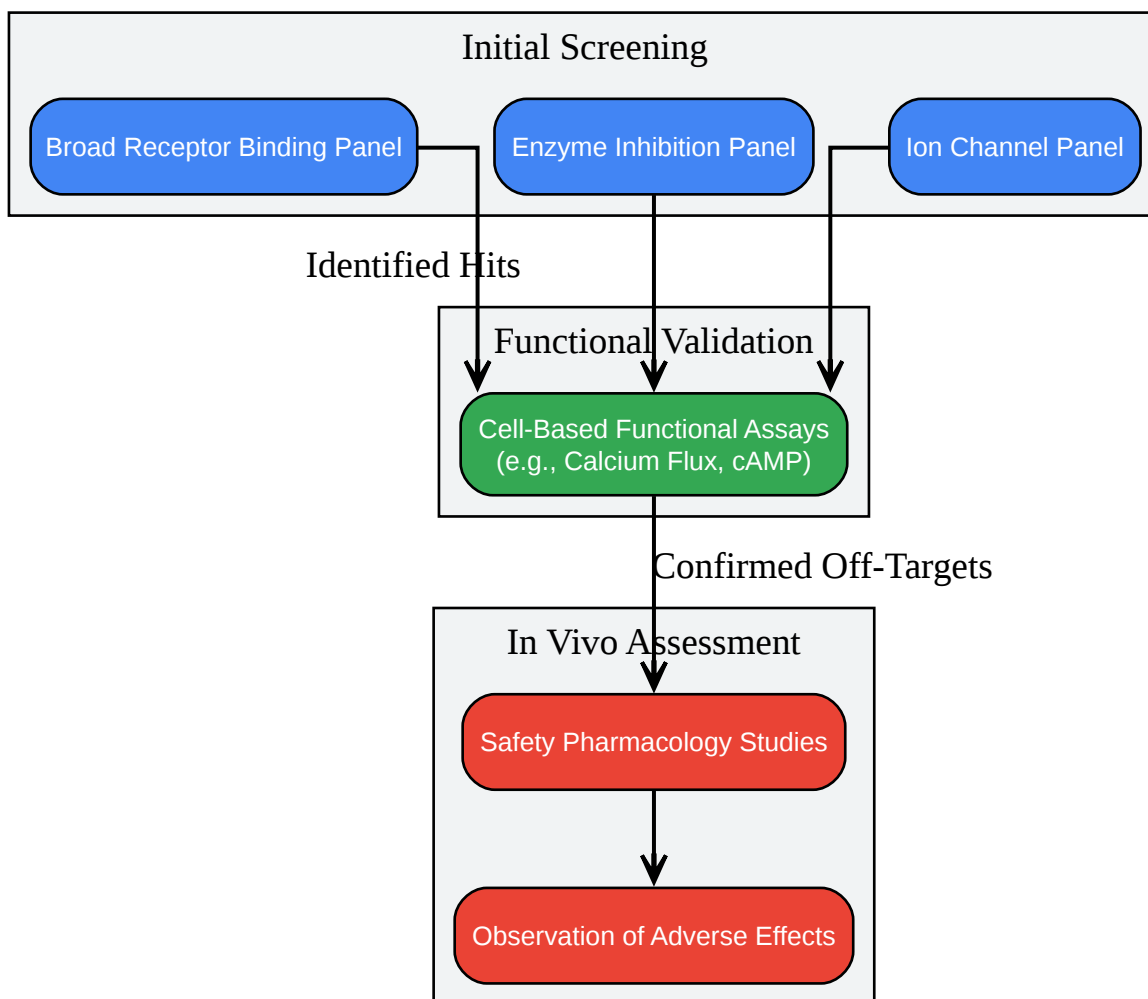 Initial Screening
Broad Receptor Binding Panel
Enzyme Inhibition Panel
Ion Channel Panel
Identified Hits
Functional Validation
Cell-Based Functional Assays
(e.g., Calcium Flux, cAMP)
Confirmed Off-Targets
In Vivo Assessment
Safety Pharmacology Studies
Observation of Adverse Effects